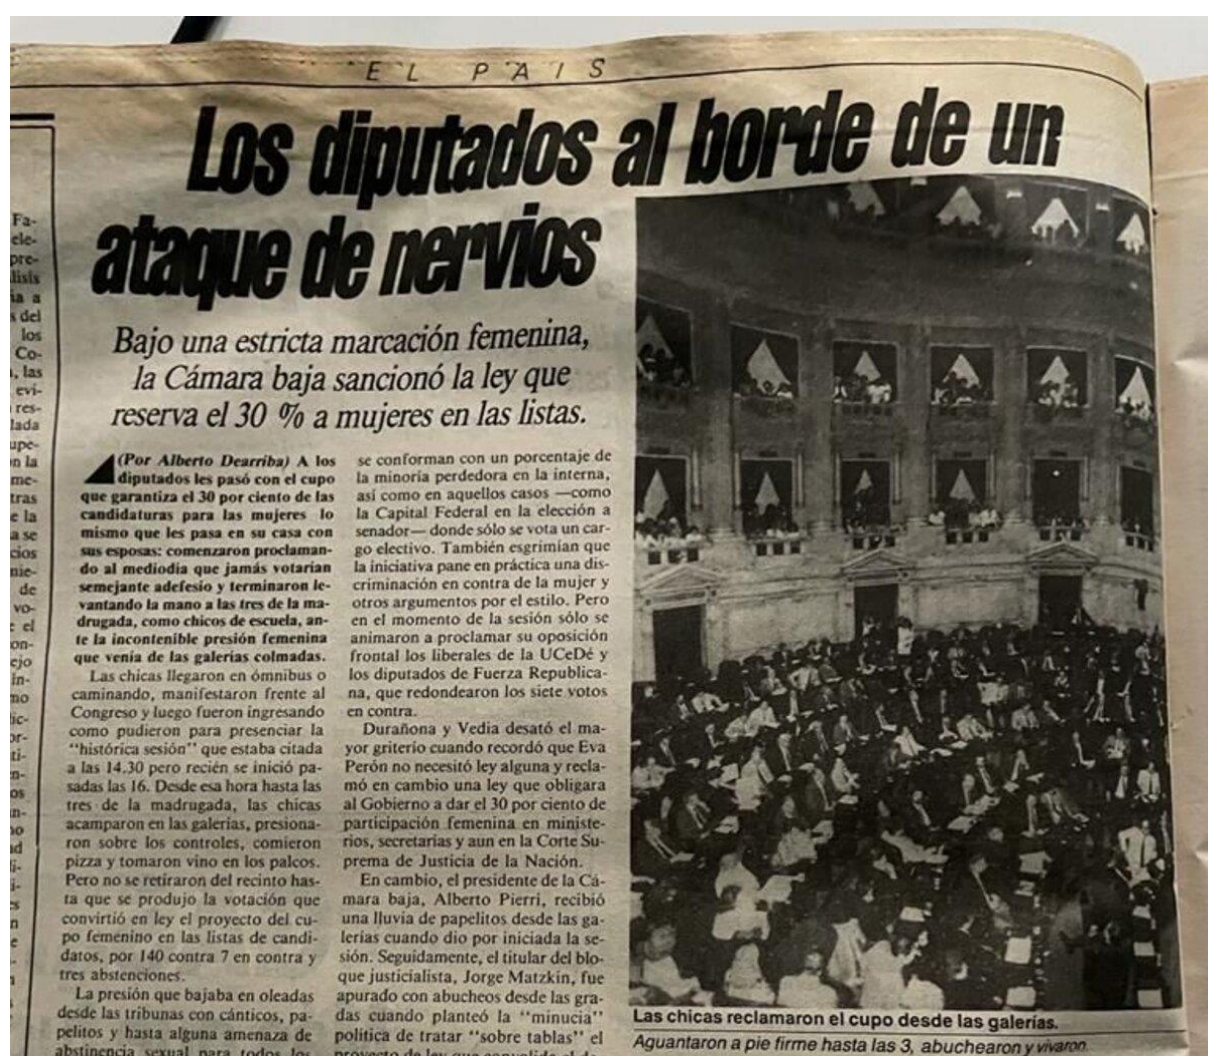 EL PAIS
Los diputados al borde de un
ataque de nervios
Bajo una estricta marcación femenina,
la Cámara baja sancionó la ley que
reserva el 30 % a mujeres en las listas.
(Por Alberto Dearriba) A los
diputados les pasó con el cupo
que garantiza el 30 por ciento de las
candidaturas para las mujeres lo
mismo que les pasa en su casa con
sus esposas: comenzaron proclaman-
do al mediodía que jamás votarían
semejante adefesio y terminaron le-
vantando la mano a las tres de la ma-
drugada, como chicos de escuela, an-
te la incontenible presión femenina
que venía de las galerías colmadas.
Las chicas llegaron en ómnibus o
caminando, manifestaron frente al
Congreso y luego fueron ingresando
como pudieron para presenciar la
"histórica sesión" que estaba citada
a las 14.30 pero recién se inició pa-
sadas las 16. Desde esa hora hasta las
tres de la madrugada, las chicas
acamparon en las galerías, presiona-
ron sobre los controles, comieron
pizza y tomaron vino en los palcos.
Pero no se retiraron del recinto has-
ta que se produjo la votación que
convirtió en ley el proyecto del cu-
po femenino en las listas de candi-
datos, por 140 contra 7 en contra y
tres abstenciones.
La presión que bajaba en oleadas
desde las tribunas con cánticos, pa-
pelitos y hasta alguna amenaza de
abstinencia sexual para todos los
se conforman con un porcentaje de
la minoría perdedora en la interna,
así como en aquellos casos —como
la Capital Federal en la elección a
senador— donde sólo se vota un car-
go electivo. También esgrimían que
la iniciativa pane en práctica una dis-
criminación en contra de la mujer y
otros argumentos por el estilo. Pero
en el momento de la sesión sólo se
animaron a proclamar su oposición
frontal los liberales de la UCeDé y
los diputados de Fuerza Republica-
na, que redondearon los siete votos
en contra.
Durañona y Vedia desató el ma-
yor griterío cuando recordó que Eva
Perón no necesitó ley alguna y recla-
mó en cambio una ley que obligara
al Gobierno a dar el 30 por ciento de
participación femenina en ministe-
rios, secretarías y aun en la Corte Su-
prema de Justicia de la Nación.
En cambio, el presidente de la Cá-
mara baja, Alberto Pierri, recibió
una lluvia de papelitos desde las ga-
lerías cuando dio por iniciada la se-
sión. Seguidamente, el titular del blo-
que justicialista, Jorge Matzkin, fue
apurado con abucheos desde las gra-
das cuando planteó la "minucia"
política de tratar "sobre tablas" el
proyecto de ley que
Las chicas reclamaron el cupo desde las galerías.
Aguantaron a pie firme hasta las 3, abuchearon y vivaron.